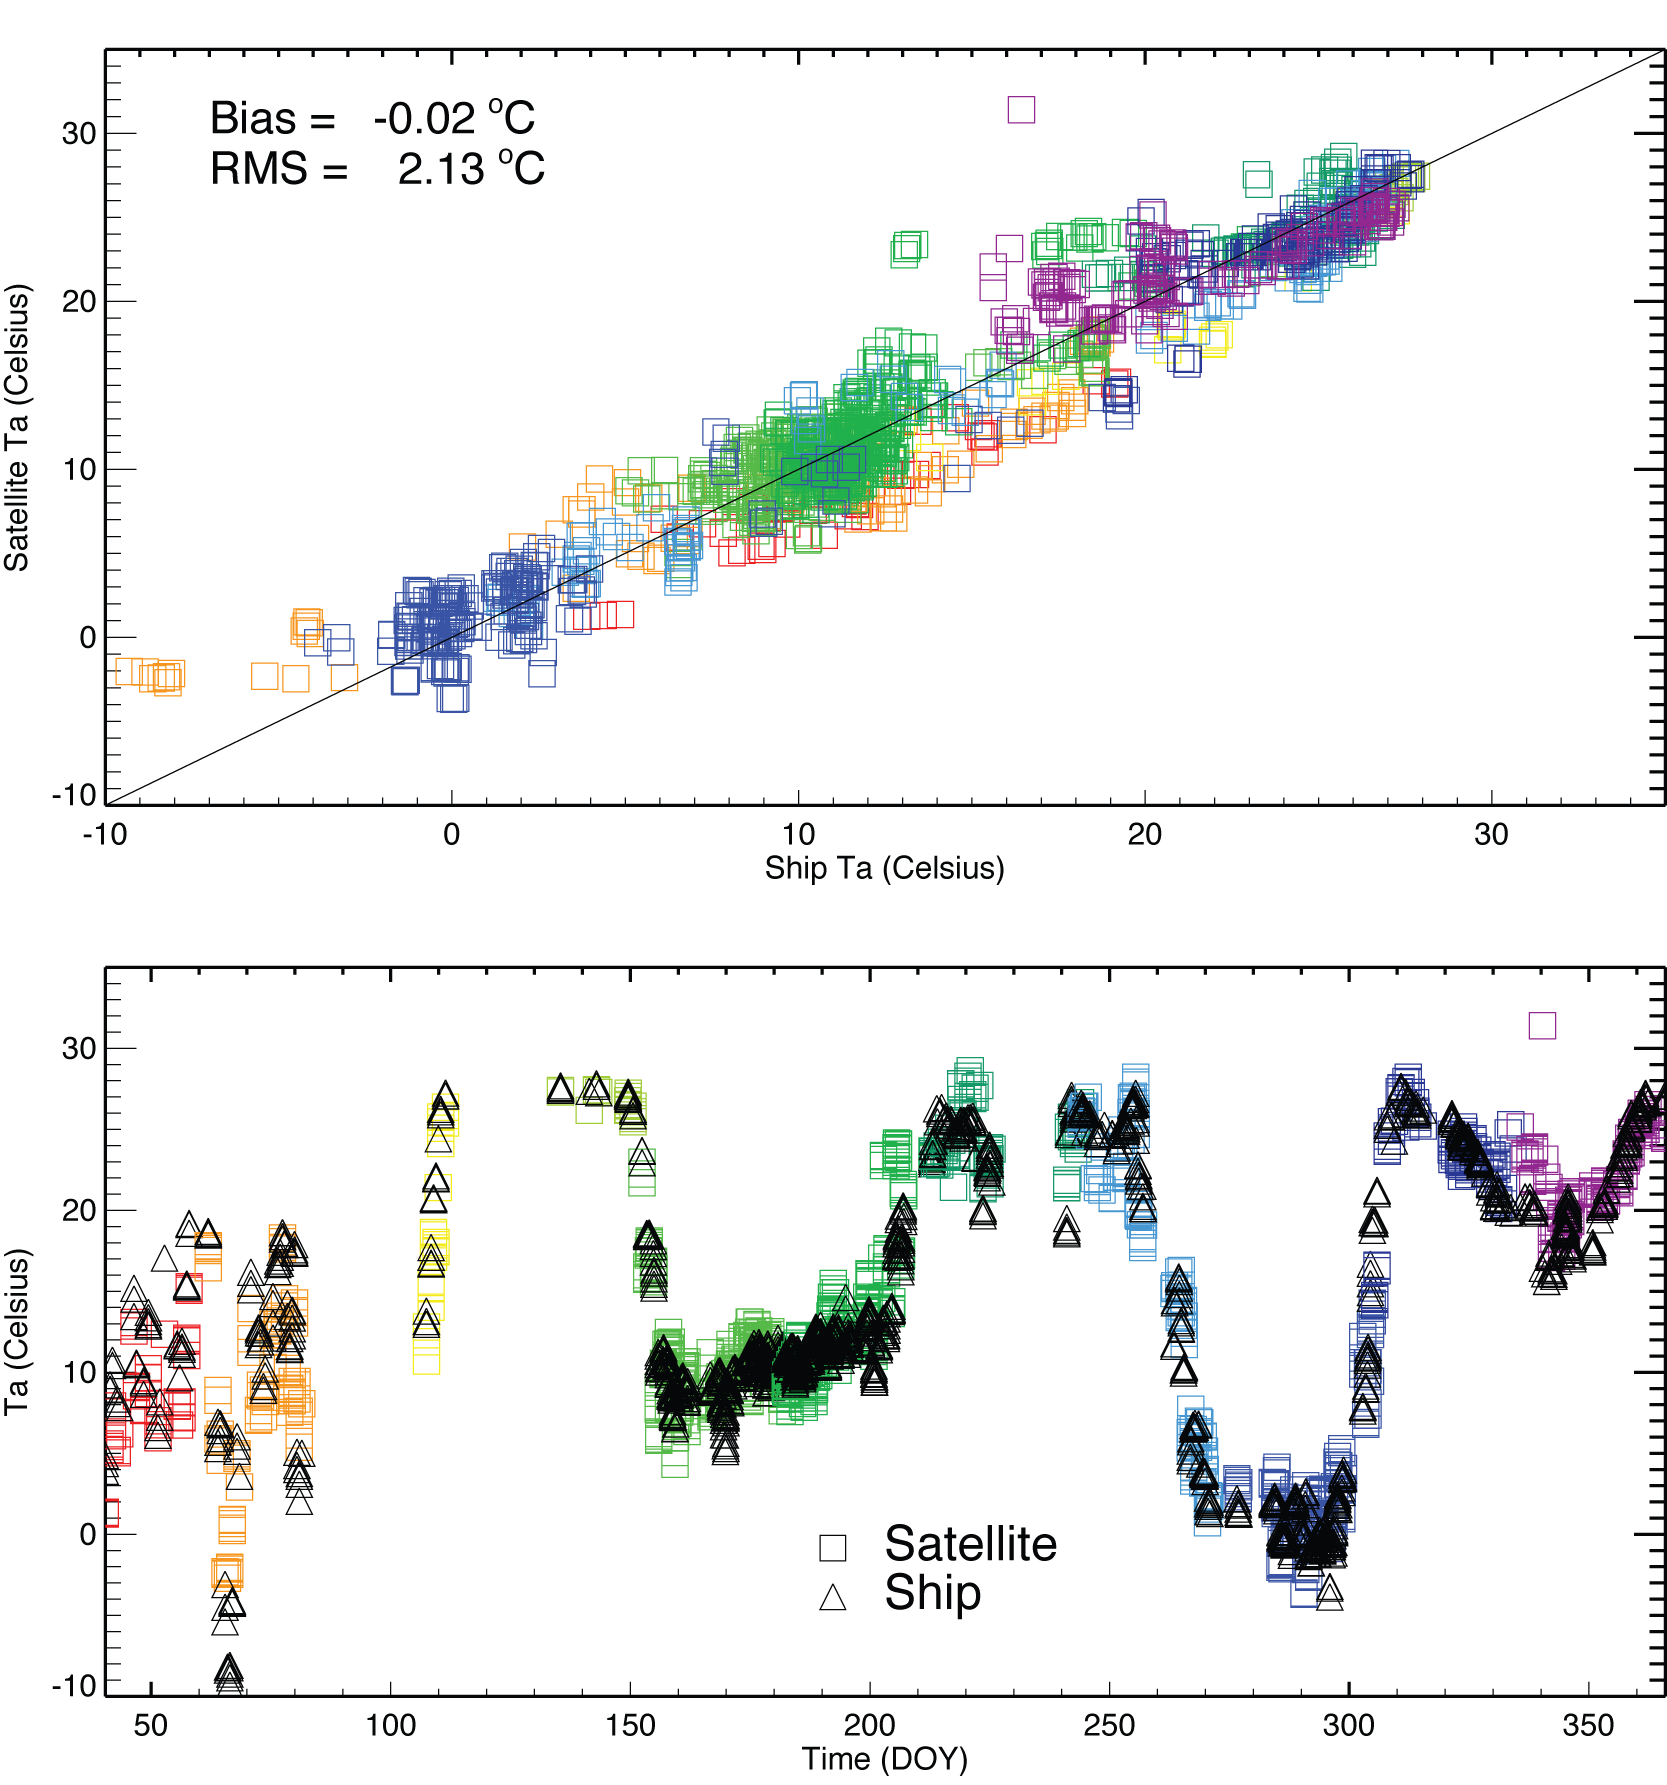 Bias = -0.02 °C
RMS = 2.13 °C
30
20
10
0
-10
Satellite Ta (Celsius)
-10 0 10 20 30
Ship Ta (Celsius)
30
20
10
0
-10
Ta (Celsius)
Satellite
Ship
50 100 150 200 250 300 350
Time (DOY)